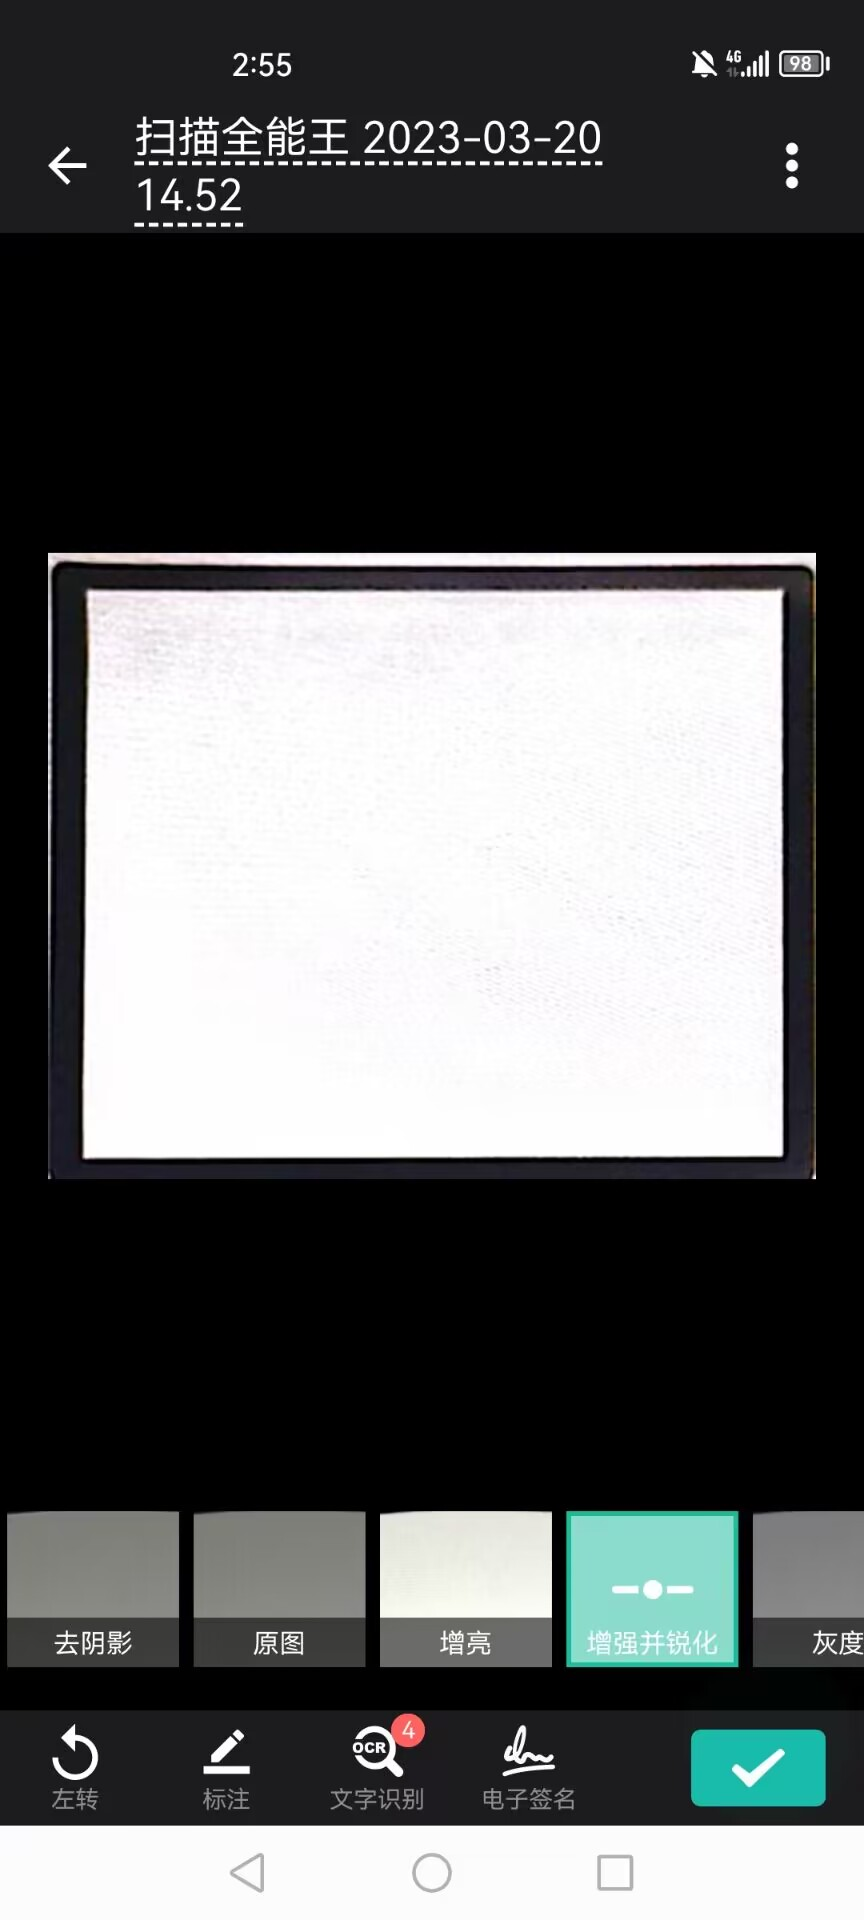 2:55
4G
98
扫描全能王 2023-03-20
14.52
去阴影
原图
增亮
增强并锐化
灰度
OCR
4
左转
标注
文字识别
电子签名